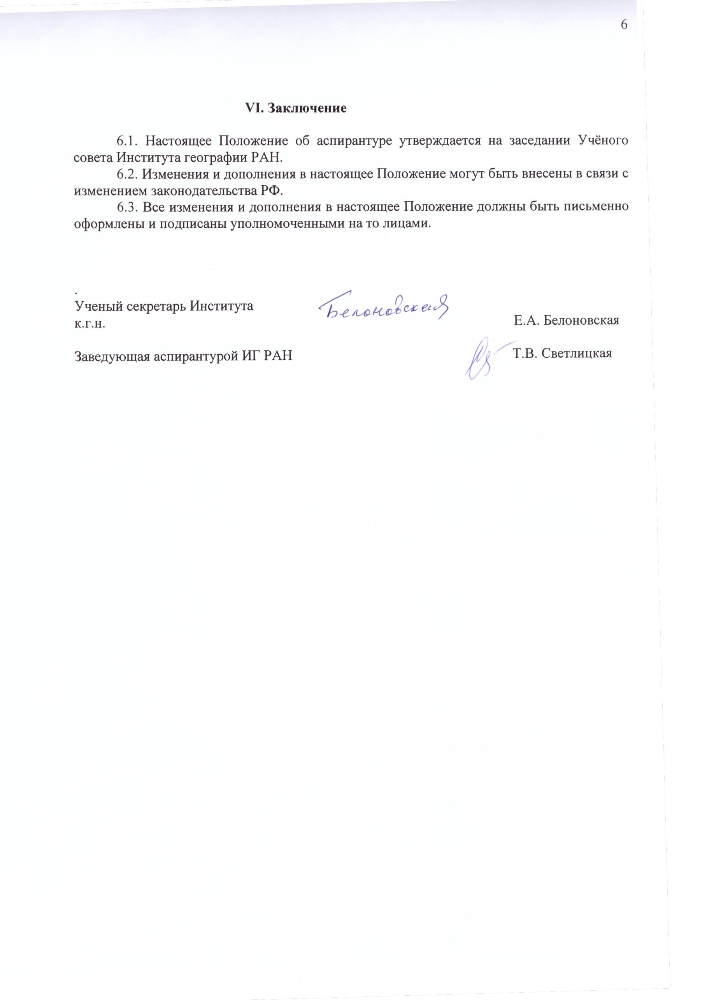 6
VI. Заключение
6.1. Настоящее Положение об аспирантуре утверждается на заседании Учёного
совета Института географии РАН.
6.2. Изменения и дополнения в настоящее Положение могут быть внесены в связи с
изменением законодательства РФ.
6.3. Все изменения и дополнения в настоящее Положение должны быть письменно
оформлены и подписаны уполномоченными на то лицами.
.
Ученый секретарь Института
Белоновская
к.г.н.
Е.А. Белоновская
Заведующая аспирантурой ИГ РАН
Т.В. Светлицкая